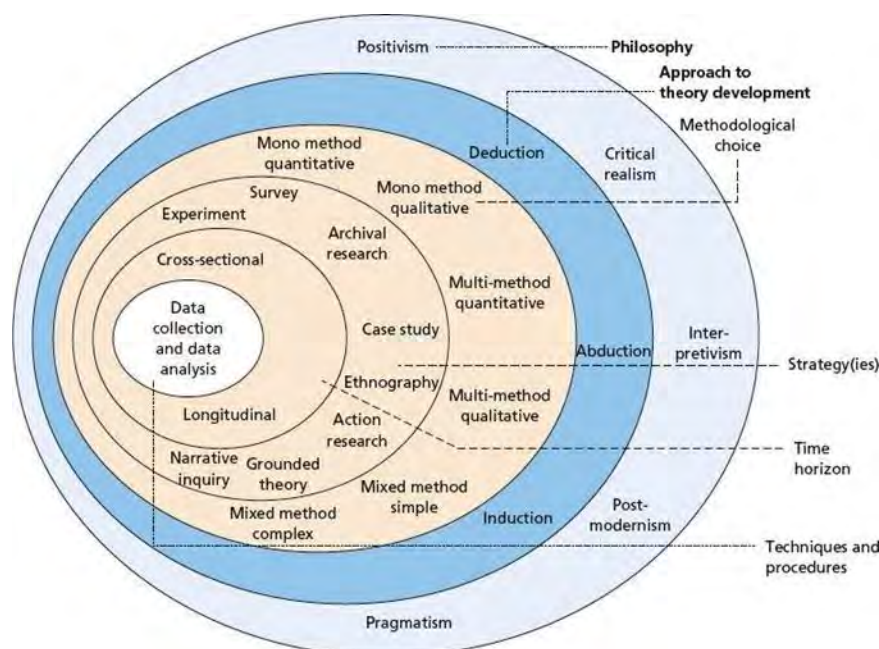 Positivism
Philosophy
Approach to
theory development
Methodological
choice
Deduction
Critical
realism
Mono method
quantitative
Mono method
qualitative
Survey
Experiment
Archival
research
Cross-sectional
Multi-method
quantitative
Data
collection
and data
analysis
Case study
Abduction
Inter-
pretivism
Strategy(ies)
Ethnography
Multi-method
qualitative
Longitudinal
Action
research
Time
horizon
Narrative
inquiry
Grounded
theory
Mixed method
simple
Mixed method
complex
Induction
Post-
modernism
Techniques and
procedures
Pragmatism